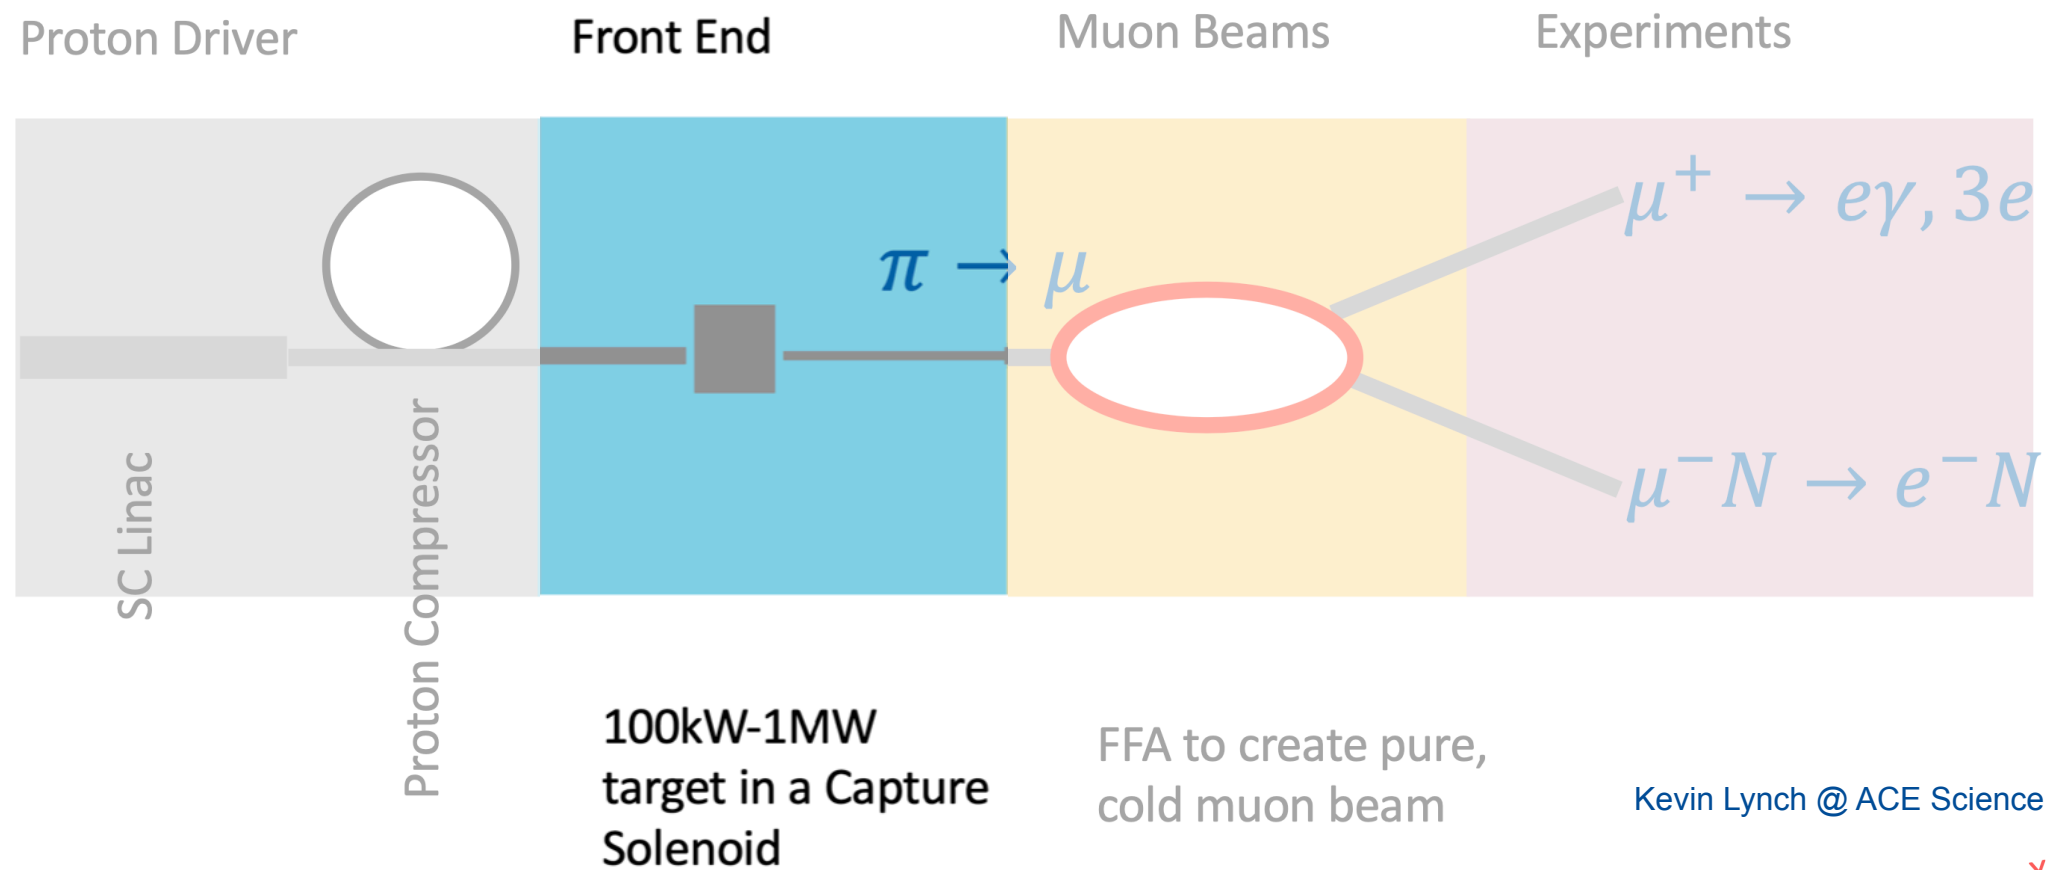 Proton Driver
Front End
Muon Beams
Experiments
π → μ
μ⁺ → eγ, 3e
μ⁻N → e⁻N
SC Linac
Proton Compressor
100kW-1MW
target in a Capture
Solenoid
FFA to create pure,
cold muon beam
Kevin Lynch @ ACE Science